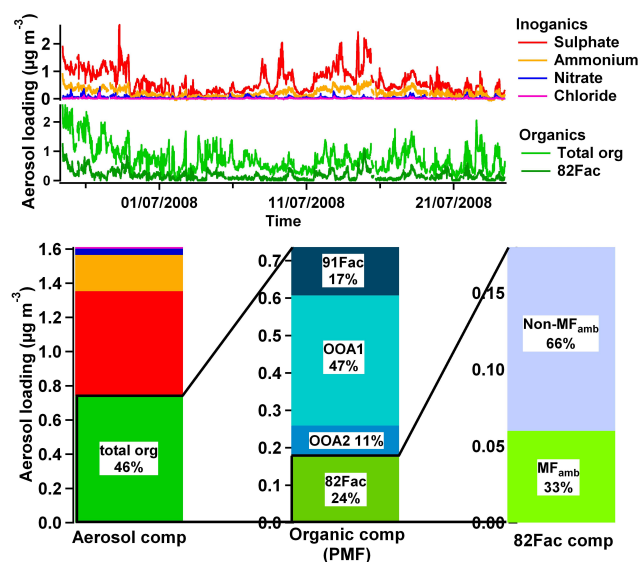 Inoganics
Sulphate
Ammonium
Nitrate
Chloride
Organics
Total org
82Fac
Aerosol loading (µg m⁻³)
2
1
0
2
1
0
01/07/2008
11/07/2008
21/07/2008
Time
Aerosol loading (µg m⁻³)
1.6
1.4
1.2
1.0
0.8
0.6
0.4
0.2
0.0
total org
46%
Aerosol comp
0.7
0.6
0.5
0.4
0.3
0.2
0.1
0.0
91Fac
17%
OOA1
47%
OOA2 11%
82Fac
24%
Organic comp
(PMF)
0.15
0.10
0.05
0.00
Non-MFamb
66%
MFamb
33%
82Fac comp